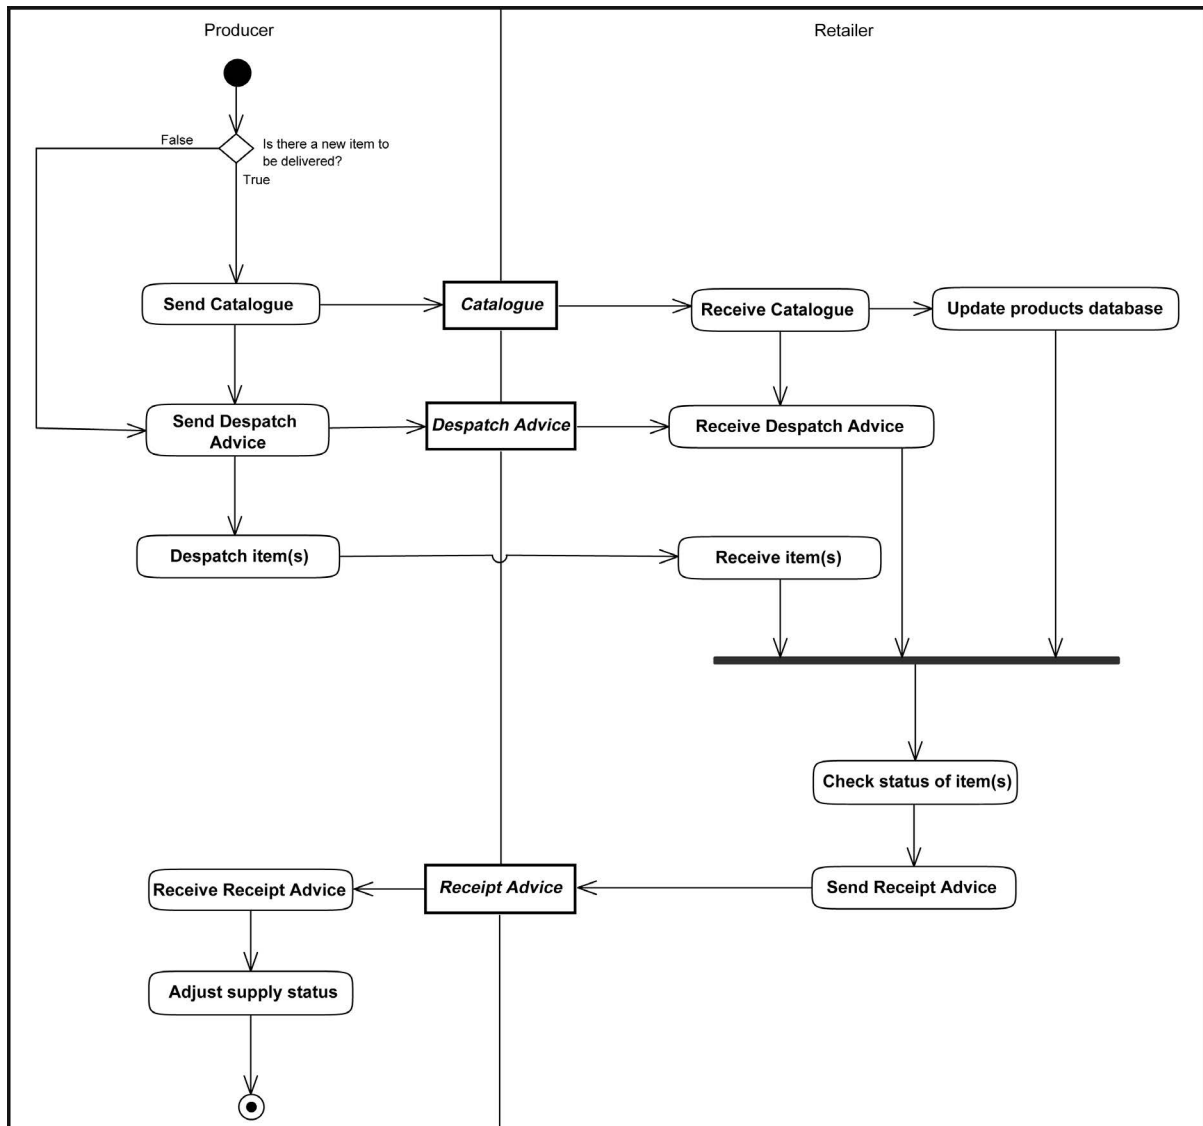 Producer
Retailer
False
Is there a new item to
be delivered?
True
Send Catalogue
Catalogue
Receive Catalogue
Update products database
Send Despatch
Advice
Despatch Advice
Receive Despatch Advice
Despatch item(s)
Receive item(s)
Check status of item(s)
Receive Receipt Advice
Receipt Advice
Send Receipt Advice
Adjust supply status